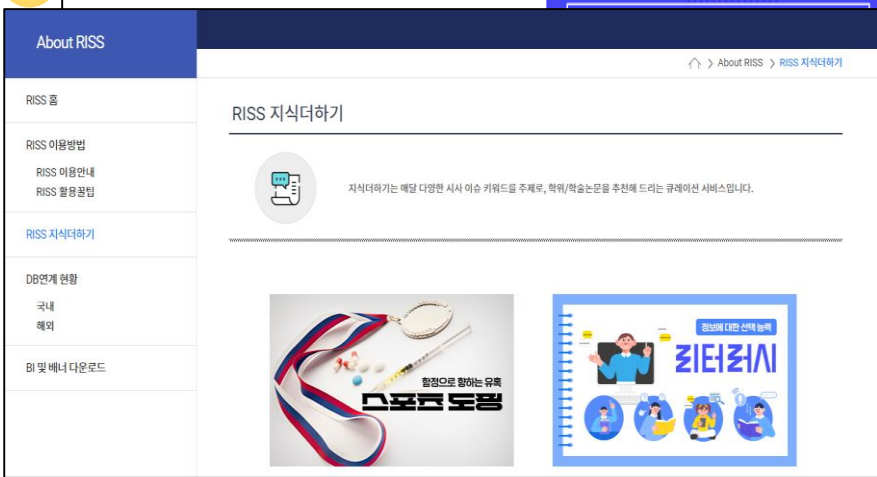 About RISS
> About RISS > RISS 지식더하기
RISS 홈
RISS 이용방법
RISS 이용안내
RISS 활용꿀팁
RISS 지식더하기
DB연계 현황
국내
해외
BI 및 배너 다운로드
RISS 지식더하기
지식더하기는 매달 다양한 시사 이슈 키워드를 주제로, 학위/학술논문을 추천해 드리는 큐레이션 서비스입니다.
함정으로 향하는 유혹
스포츠 도핑
정보에 대한 선택 능력
리터러시